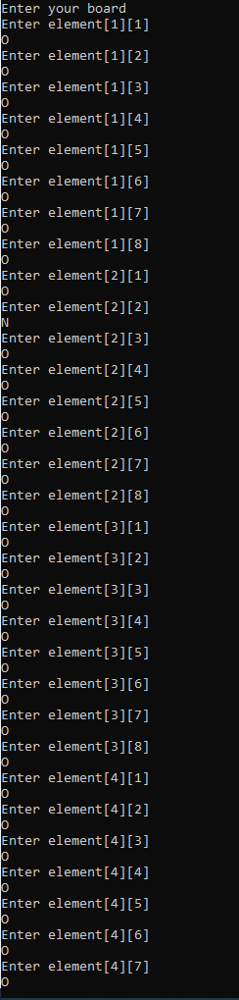 Enter your board
Enter element[1][1]
O
Enter element[1][2]
O
Enter element[1][3]
O
Enter element[1][4]
O
Enter element[1][5]
O
Enter element[1][6]
O
Enter element[1][7]
O
Enter element[1][8]
O
Enter element[2][1]
O
Enter element[2][2]
N
Enter element[2][3]
O
Enter element[2][4]
O
Enter element[2][5]
O
Enter element[2][6]
O
Enter element[2][7]
O
Enter element[2][8]
O
Enter element[3][1]
O
Enter element[3][2]
O
Enter element[3][3]
O
Enter element[3][4]
O
Enter element[3][5]
O
Enter element[3][6]
O
Enter element[3][7]
O
Enter element[3][8]
O
Enter element[4][1]
O
Enter element[4][2]
O
Enter element[4][3]
O
Enter element[4][4]
O
Enter element[4][5]
O
Enter element[4][6]
O
Enter element[4][7]
O